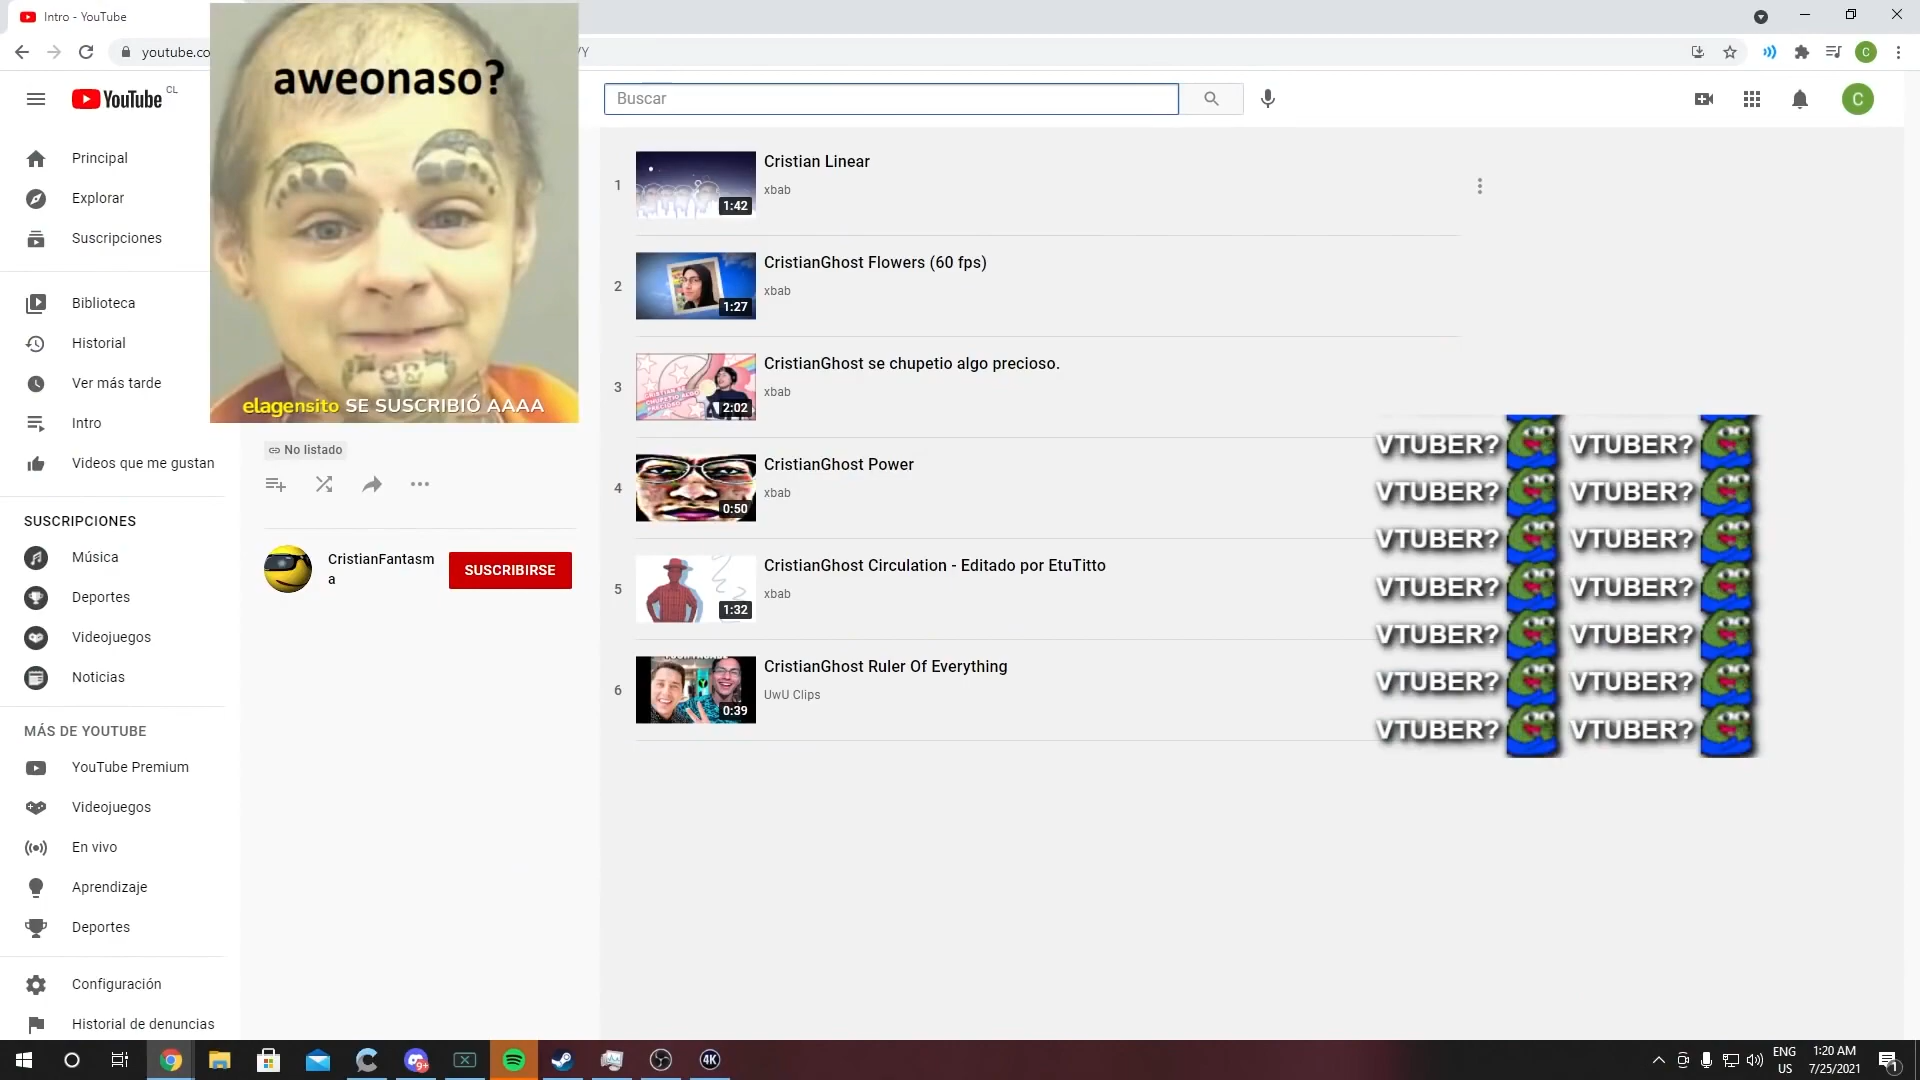 Intro - YouTube
youtube.co
/Y
YouTube CL
Buscar
C
C
Principal
Explorar
Suscripciones
Biblioteca
Historial
Ver más tarde
Intro
Videos que me gustan
SUSCRIPCIONES
Música
Deportes
Videojuegos
Noticias
MÁS DE YOUTUBE
YouTube Premium
Videojuegos
En vivo
Aprendizaje
Deportes
Configuración
Historial de denuncias
aweonaso?
elagensito SE SUSCRIBIÓ AAAA
No listado
CristianFantasm
a
SUSCRIBIRSE
1
1:42
Cristian Linear
xbab
2
1:27
CristianGhost Flowers (60 fps)
xbab
3
2:02
CristianGhost se chupetio algo precioso.
xbab
4
0:50
CristianGhost Power
xbab
5
1:32
CristianGhost Circulation - Editado por EtuTitto
xbab
6
0:39
CristianGhost Ruler Of Everything
UwU Clips
VTUBER? VTUBER?
VTUBER? VTUBER?
VTUBER? VTUBER?
VTUBER? VTUBER?
VTUBER? VTUBER?
VTUBER? VTUBER?
VTUBER? VTUBER?
9+
4K
ENG
US
1:20 AM
7/25/2021
1